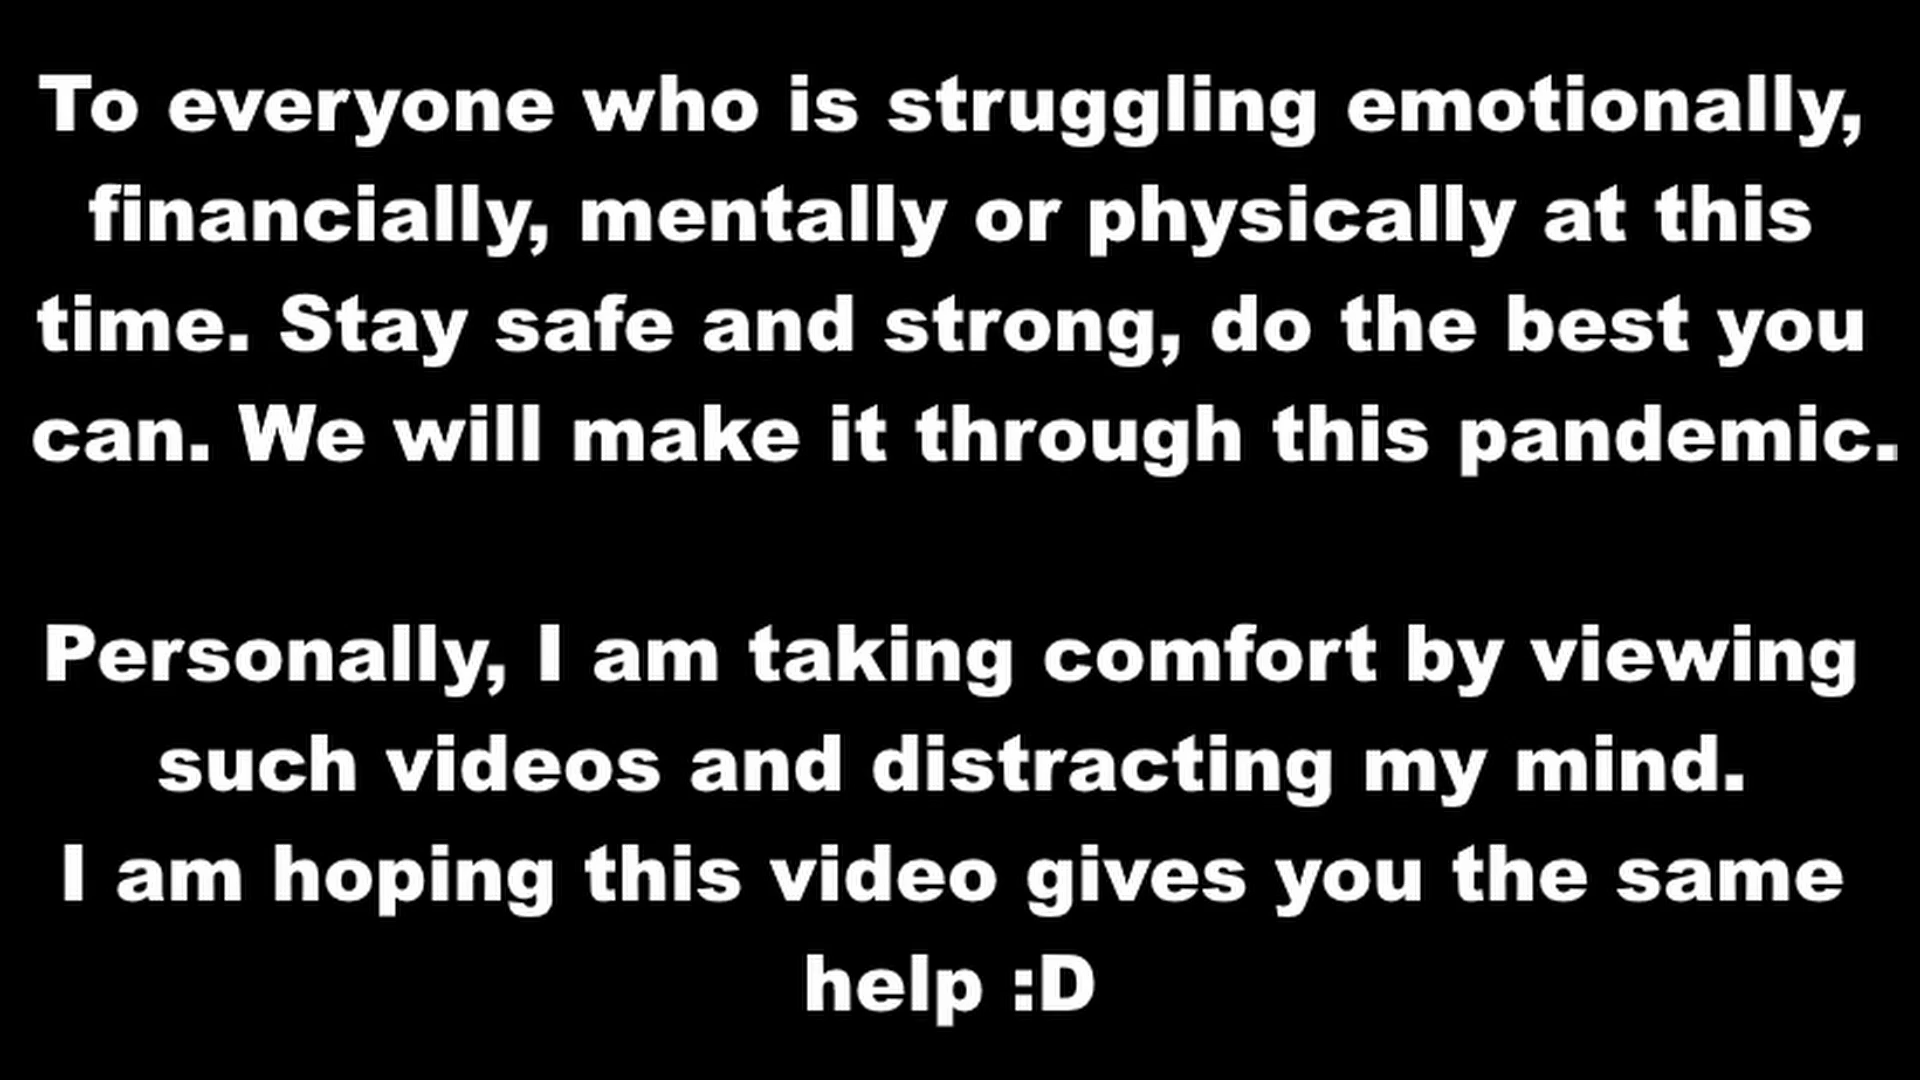 To everyone who is struggling emotionally,
financially, mentally or physically at this
time. Stay safe and strong, do the best you
can. We will make it through this pandemic.
Personally, I am taking comfort by viewing
such videos and distracting my mind.
I am hoping this video gives you the same
help :D